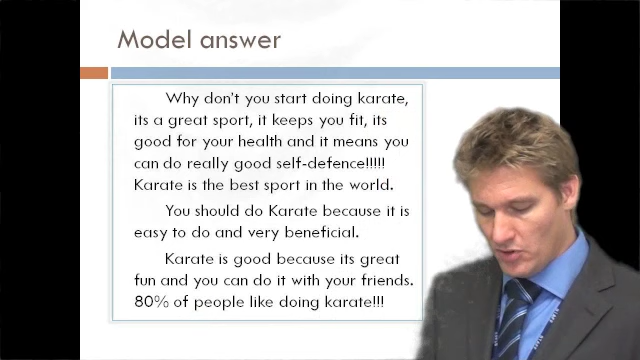 Model answer
Why don't you start doing karate,
its a great sport, it keeps you fit, its
good for your health and it means you
can do really good self-defence!!!!!
Karate is the best sport in the world.
You should do Karate because it is
easy to do and very beneficial.
Karate is good because its great
fun and you can do it with your friends.
80% of people like doing karate!!!